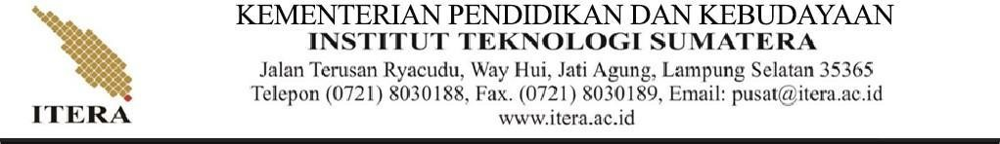 KEMENTERIAN PENDIDIKAN DAN KEBUDAYAAN
INSTITUT TEKNOLOGI SUMATERA
Jalan Terusan Ryacudu, Way Hui, Jati Agung, Lampung Selatan 35365
Telepon (0721) 8030188, Fax. (0721) 8030189, Email: pusat@itera.ac.id
www.itera.ac.id
ITERA